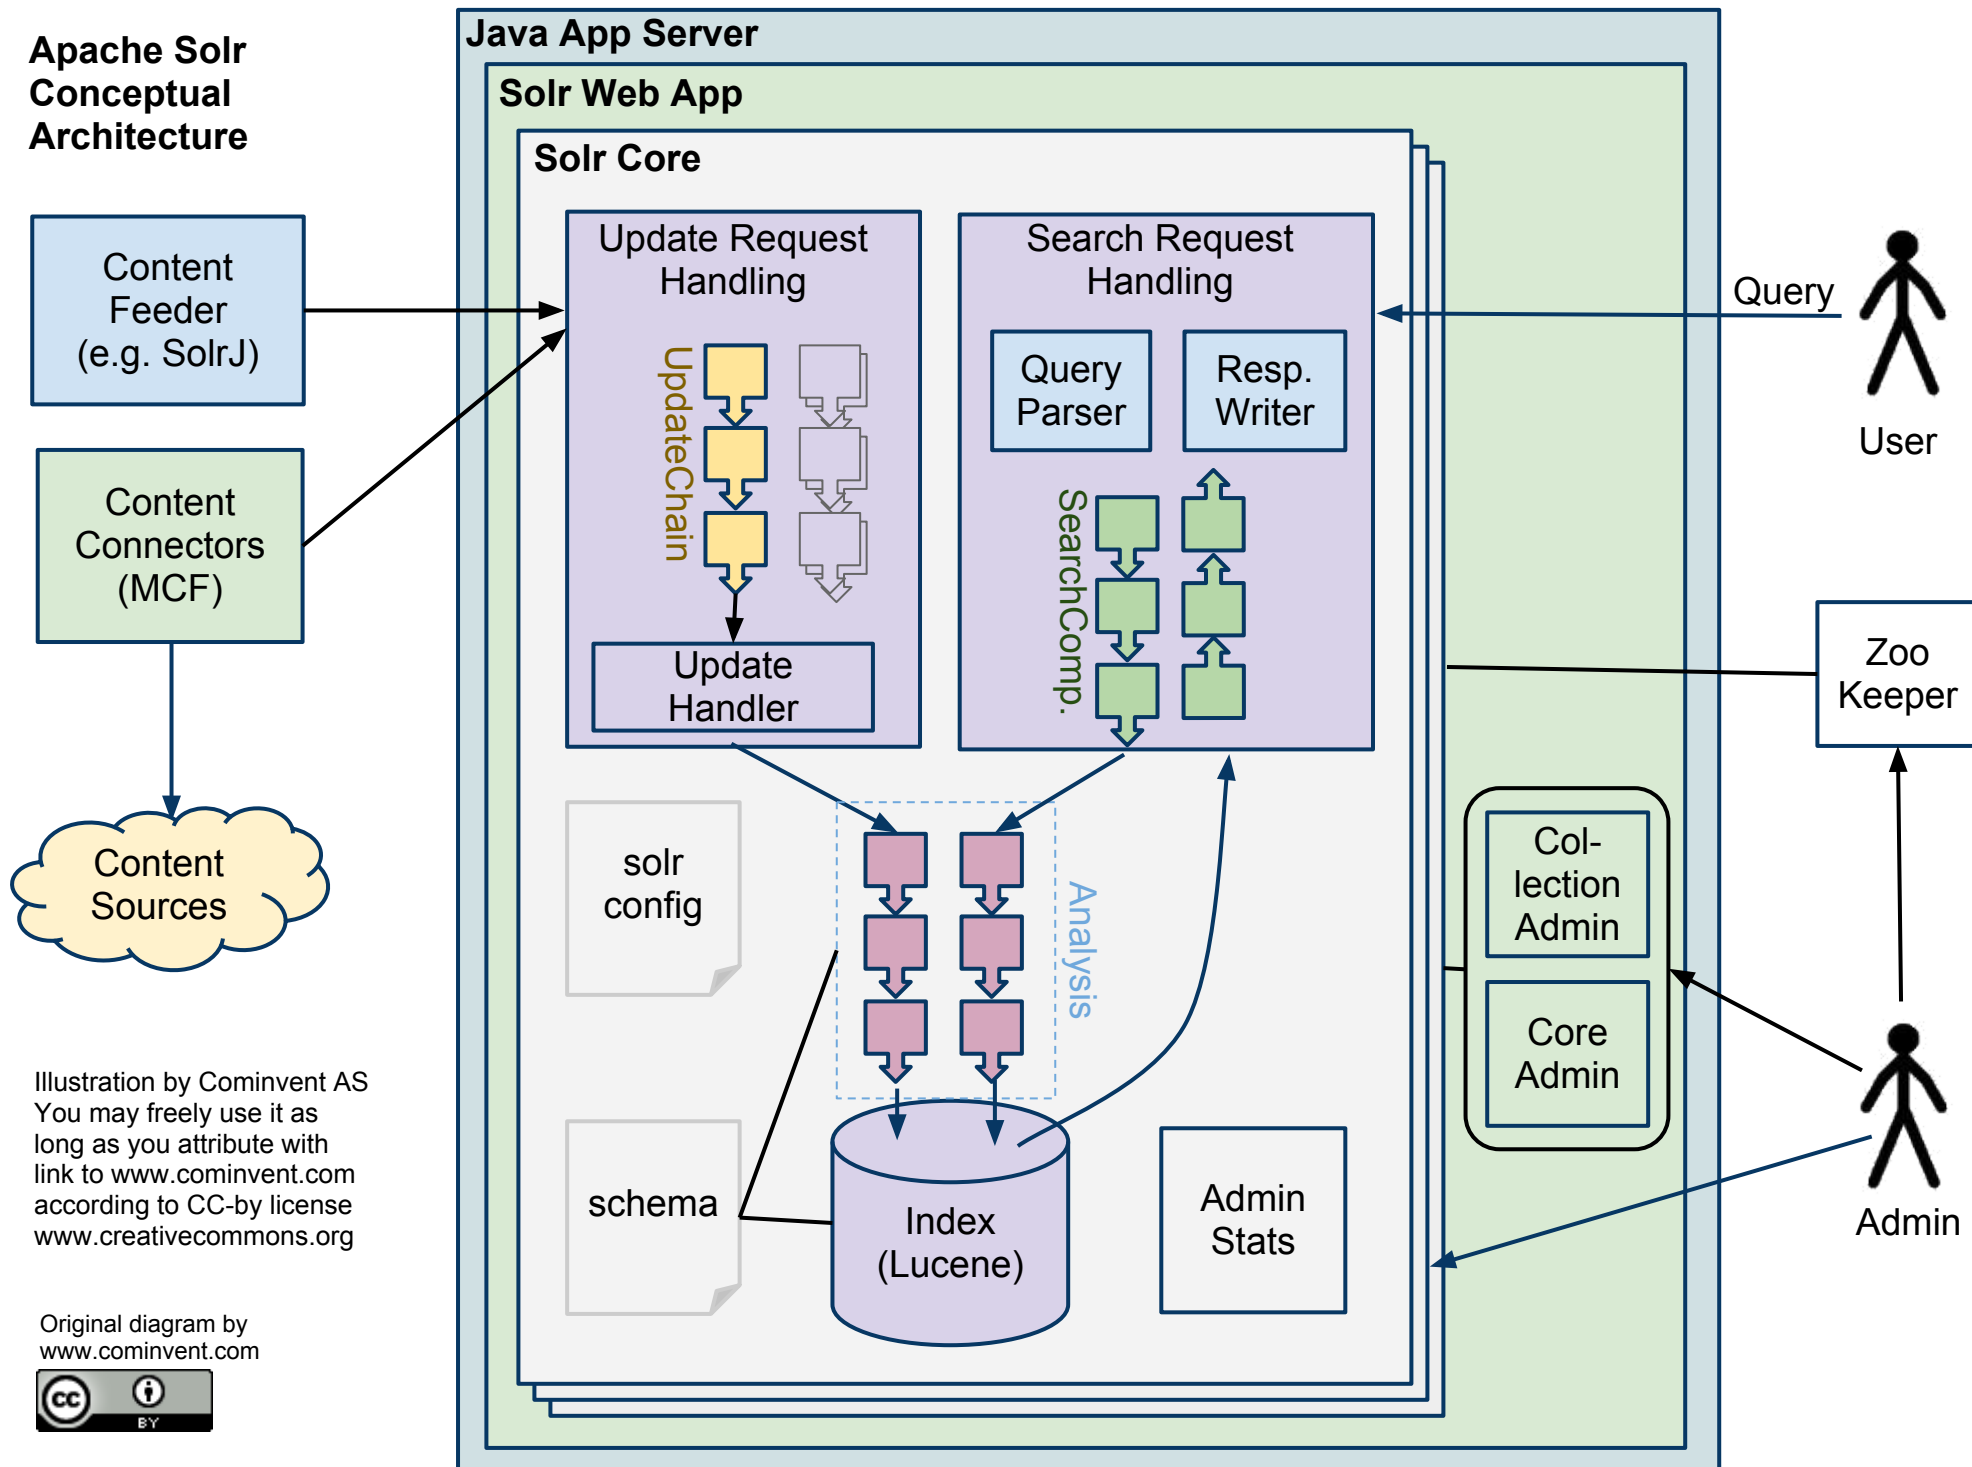 Apache Solr
Conceptual
Architecture
Java App Server
Solr Web App
Solr Core
Content
Feeder
(e.g. SolrJ)
Content
Connectors
(MCF)
Content
Sources
Update Request
Handling
UpdateChain
Update
Handler
Search Request
Handling
Query
Parser
Resp.
Writer
SearchComp.
Query
User
Zoo
Keeper
solr
config
Analysis
schema
Index
(Lucene)
Admin
Stats
Col-
lection
Admin
Core
Admin
Admin
Illustration by Cominvent AS
You may freely use it as
long as you attribute with
link to www.cominvent.com
according to CC-by license
www.creativecommons.org
Original diagram by
www.cominvent.com
cc
BY